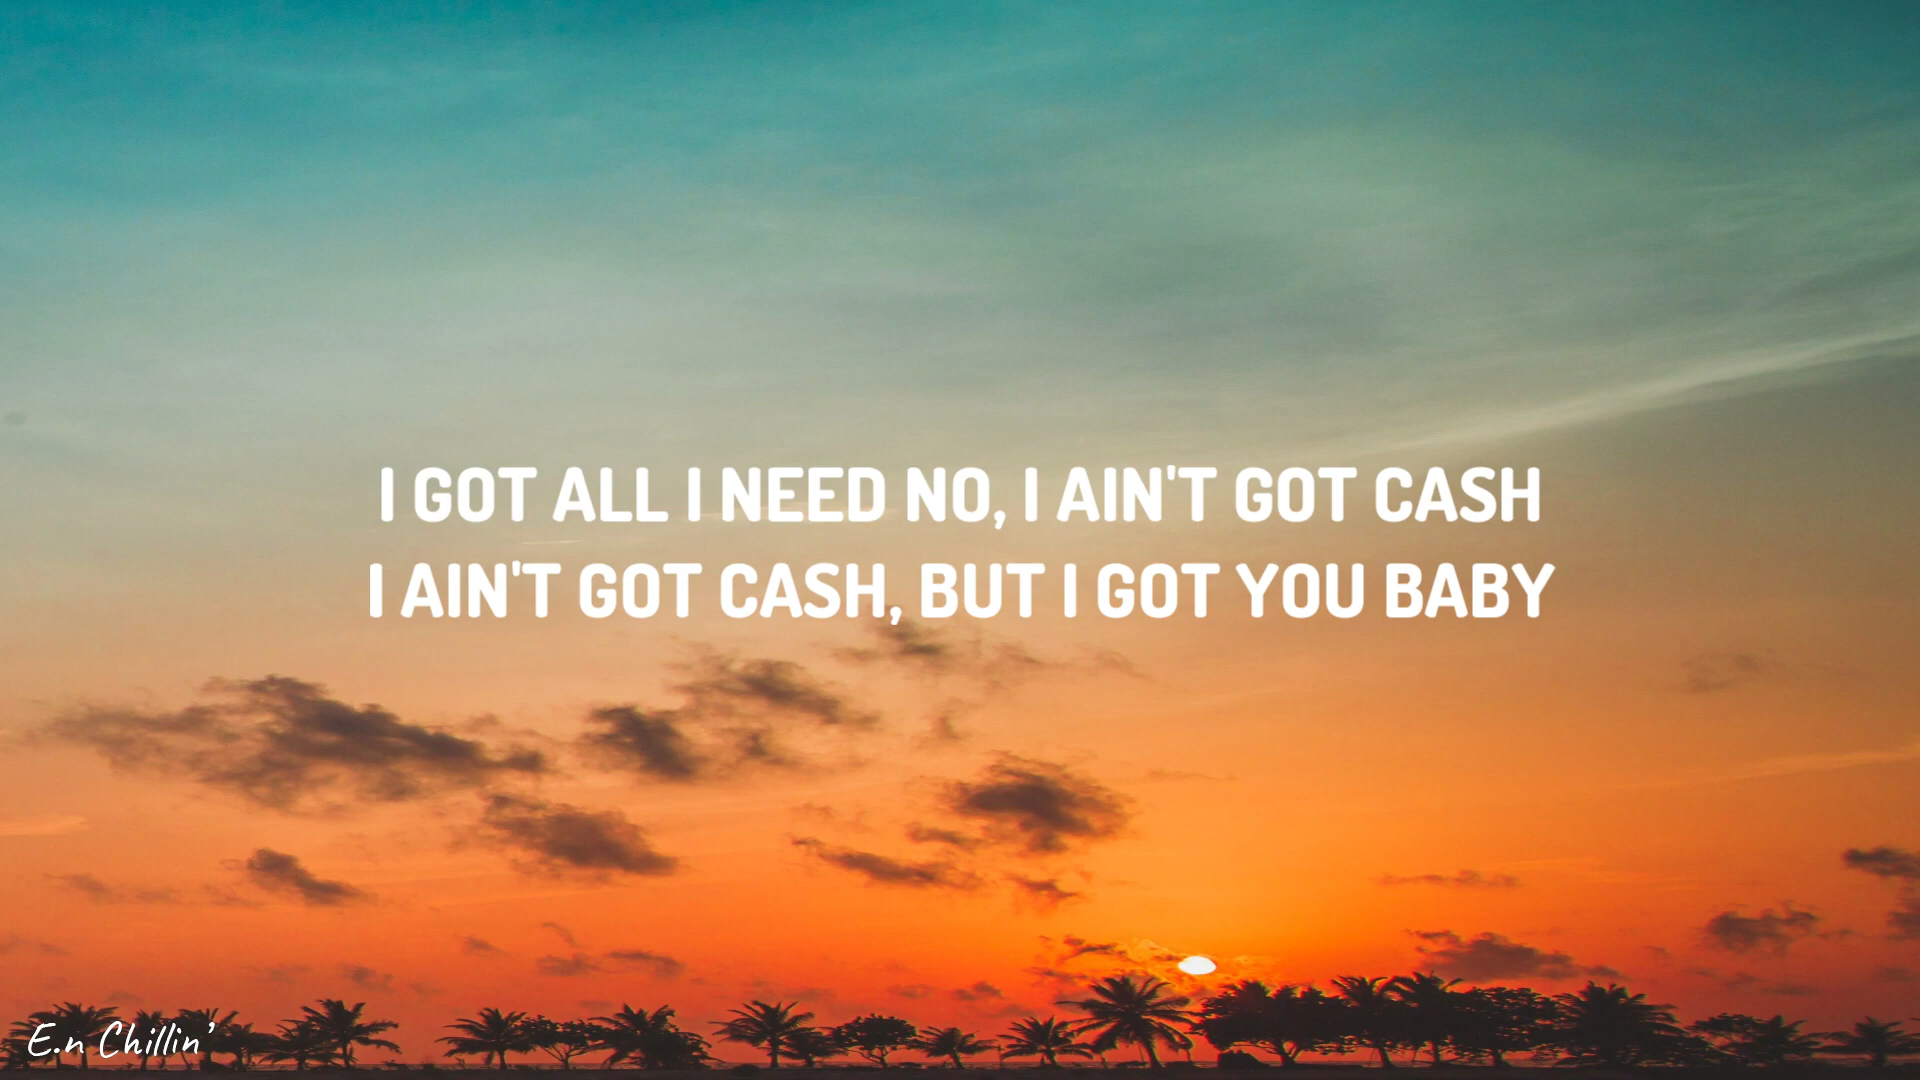 I GOT ALL I NEED NO, I AIN'T GOT CASH
I AIN'T GOT CASH, BUT I GOT YOU BABY
E.n Chillin'